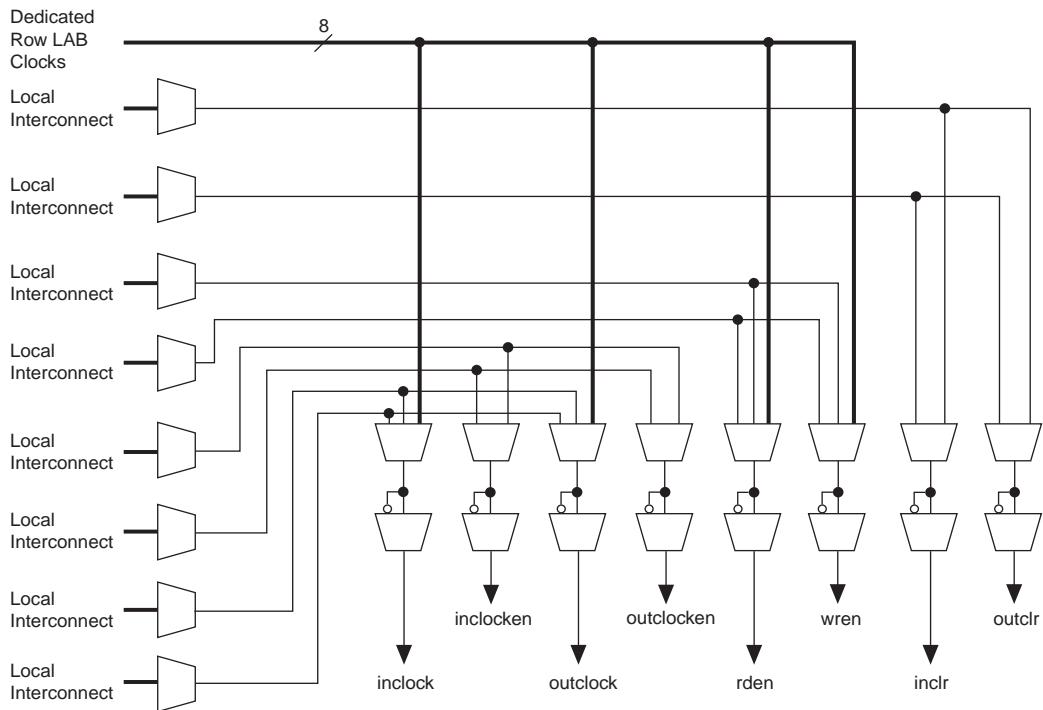 Dedicated
Row LAB
Clocks
8
Local
Interconnect
Local
Interconnect
Local
Interconnect
Local
Interconnect
Local
Interconnect
Local
Interconnect
Local
Interconnect
Local
Interconnect
inclocken
outclocken
wren
outclr
inclock
outclock
rden
inclr